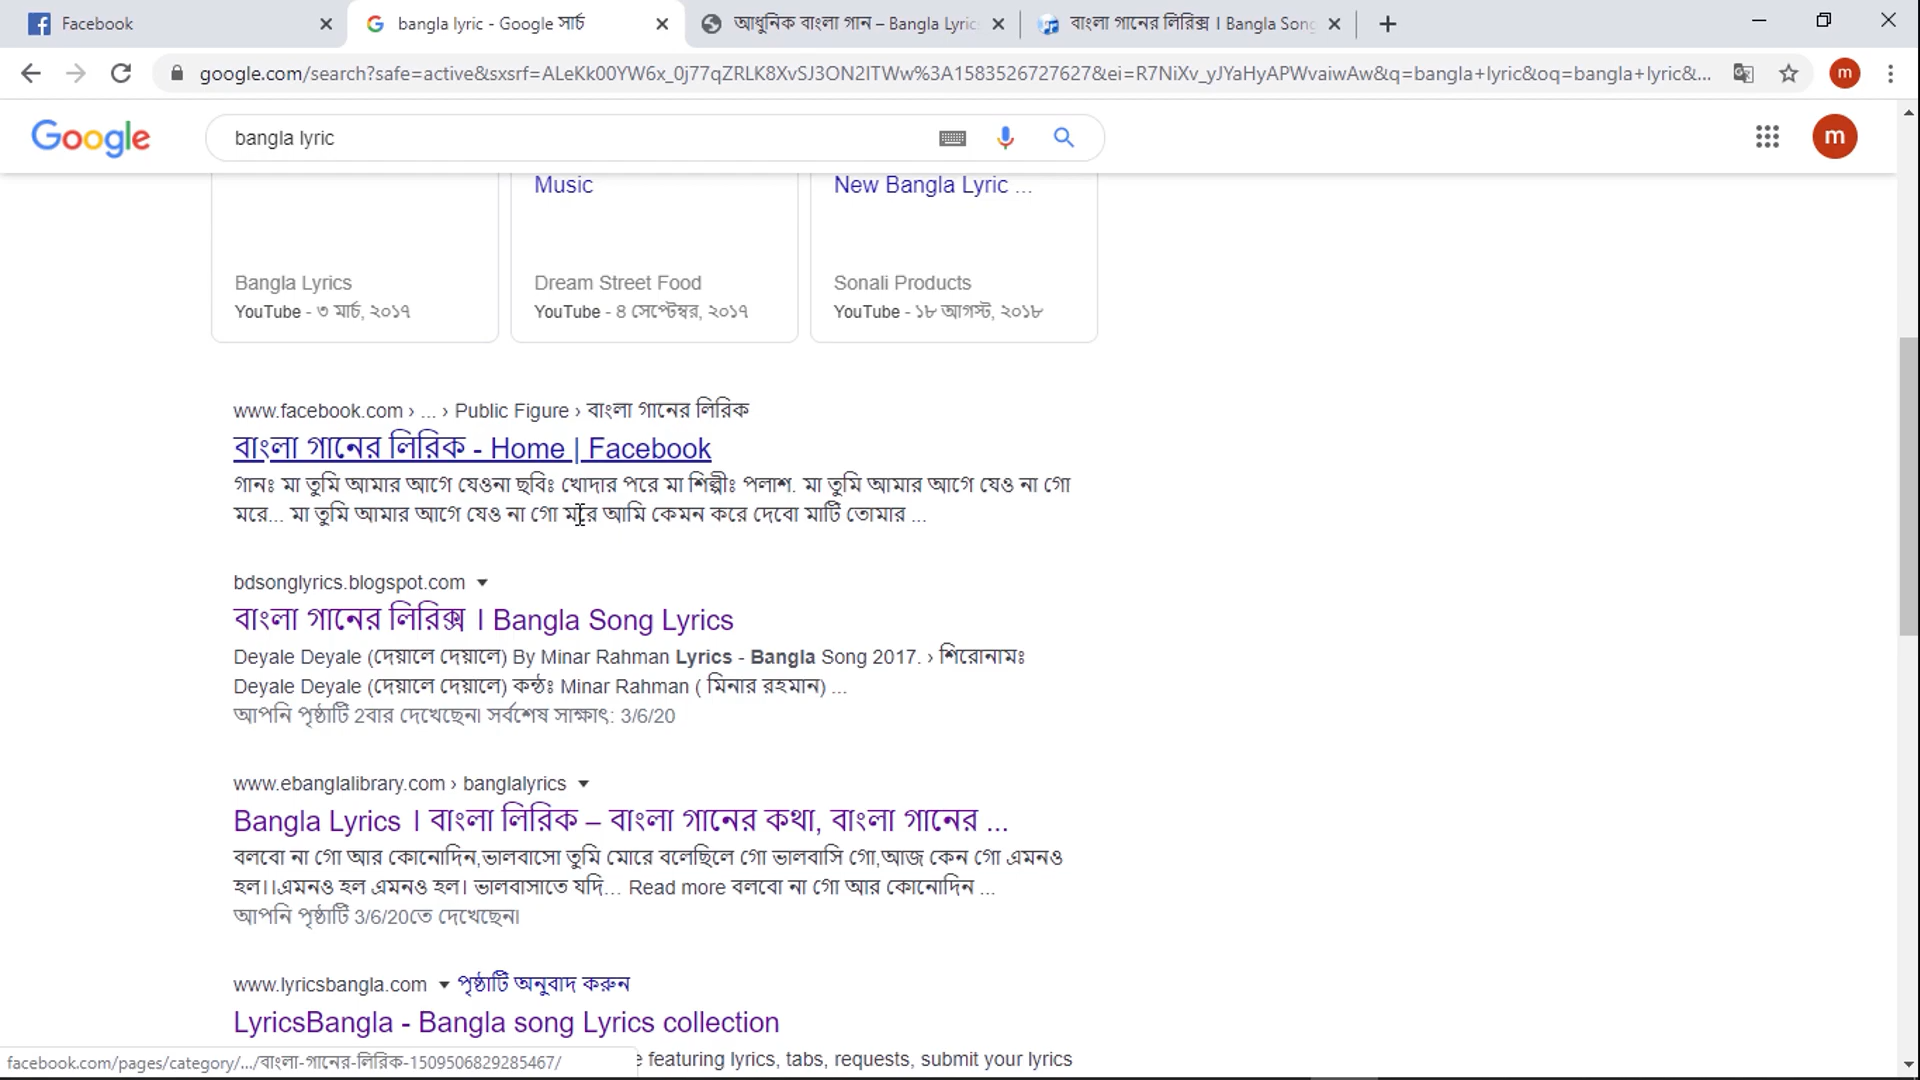 Facebook
bangla lyric - Google সার্চ
আধুনিক বাংলা গান – Bangla Lyric
বাংলা গানের লিরিক্স । Bangla Song
google.com/search?safe=active&sxsrf=ALeKk00YW6x_0j77qZRLK8XvSJ3ON2ITWw%3A1583526727627&ei=R7NiXv_yJYaHyAPWvaiwAw&q=bangla+lyric&oq=bangla+lyric&...
m
Google
bangla lyric
m
Music
New Bangla Lyric ...
Bangla Lyrics
Dream Street Food
Sonali Products
YouTube - ৩ মার্চ, ২০১৭
YouTube - ৪ সেপ্টেম্বর, ২০১৭
YouTube - ১৮ আগস্ট, ২০১৮
www.facebook.com › ... › Public Figure › বাংলা গানের লিরিক
বাংলা গানের লিরিক - Home | Facebook
গানঃ মা তুমি আমার আগে যেওনা ছবিঃ খোদার পরে মা শিল্পীঃ পলাশ. মা তুমি আমার আগে যেও না গো
মরে... মা তুমি আমার আগে যেও না গো মরে আমি কেমন করে দেবো মাটি তোমার ...
bdsonglyrics.blogspot.com
বাংলা গানের লিরিক্স । Bangla Song Lyrics
Deyale Deyale (দেয়ালে দেয়ালে) By Minar Rahman Lyrics - Bangla Song 2017. › শিরোনামঃ
Deyale Deyale (দেয়ালে দেয়ালে) কন্ঠঃ Minar Rahman ( মিনার রহমান) ...
আপনি পৃষ্ঠাটি 2বার দেখেছেন৷ সর্বশেষ সাক্ষাৎ: 3/6/20
www.ebanglalibrary.com › banglalyrics
Bangla Lyrics । বাংলা লিরিক – বাংলা গানের কথা, বাংলা গানের ...
বলবো না গো আর কোনোদিন,ভালবাসো তুমি মোরে বলেছিলে গো ভালবাসি গো,আজ কেন গো এমনও
হল।।এমনও হল এমনও হল। ভালবাসাতে যদি... Read more বলবো না গো আর কোনোদিন ...
আপনি পৃষ্ঠাটি 3/6/20তে দেখেছেন৷
www.lyricsbangla.com পৃষ্ঠাটি অনুবাদ করুন
LyricsBangla - Bangla song Lyrics collection
facebook.com/pages/category/.../বাংলা-গানের-লিরিক-1509506829285467/
e featuring lyrics, tabs, requests, submit your lyrics